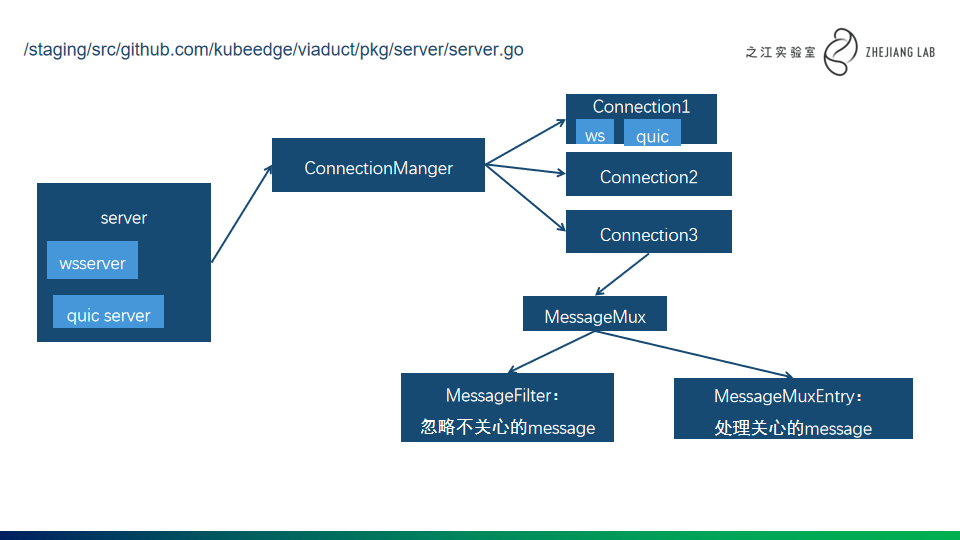 /staging/src/github.com/kubeedge/viaduct/pkg/server/server.go
之江实验室 ZHEJIANG LAB
Connection1
ws quic
ConnectionManger
Connection2
server
Connection3
wsserver
quic server
MessageMux
MessageFilter：
忽略不关心的message
MessageMuxEntry：
处理关心的message